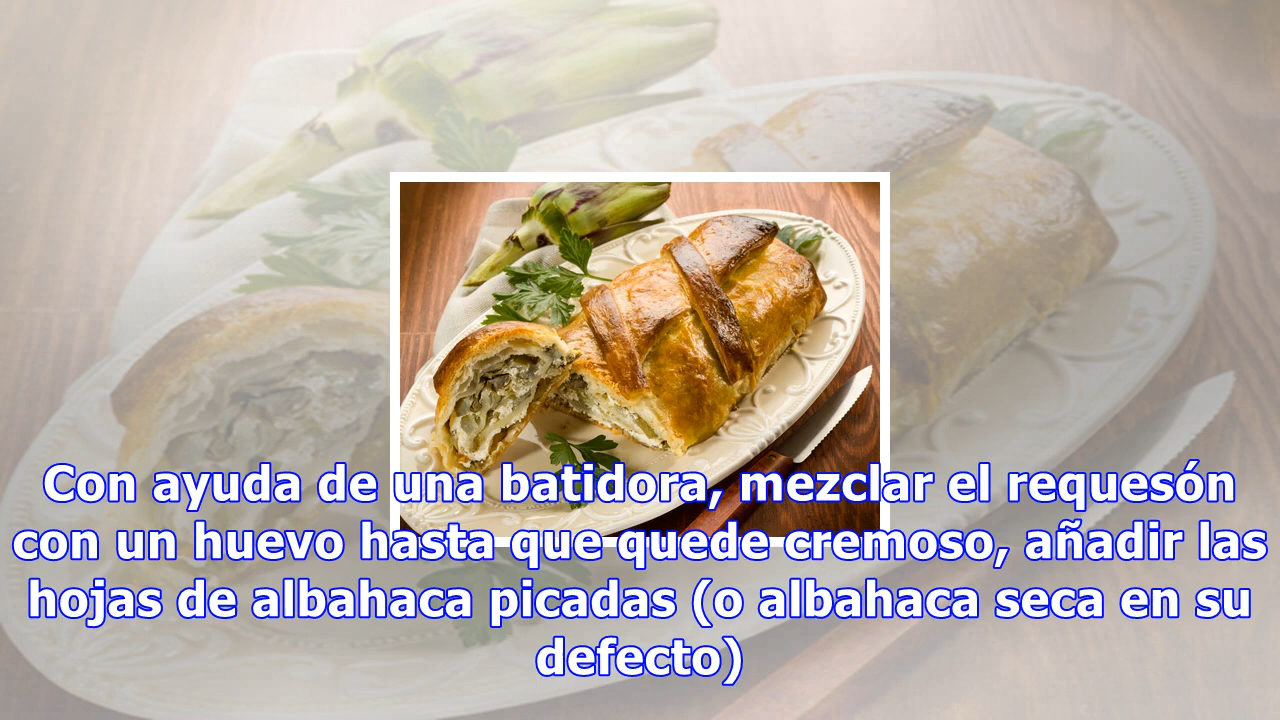 Con ayuda de una batidora, mezclar el requesón
con un huevo hasta que quede cremoso, añadir las
hojas de albahaca picadas (o albahaca seca en su
defecto)